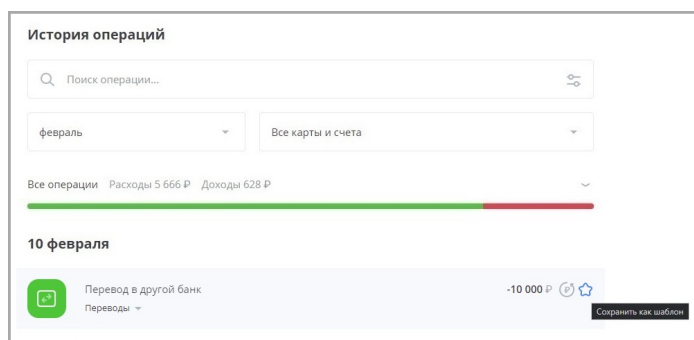 История операций
Поиск операции...
февраль
Все карты и счета
Все операции Расходы 5 666 ₽ Доходы 628 ₽
10 февраля
Перевод в другой банк
-10 000 ₽
Переводы
Сохранить как шаблон